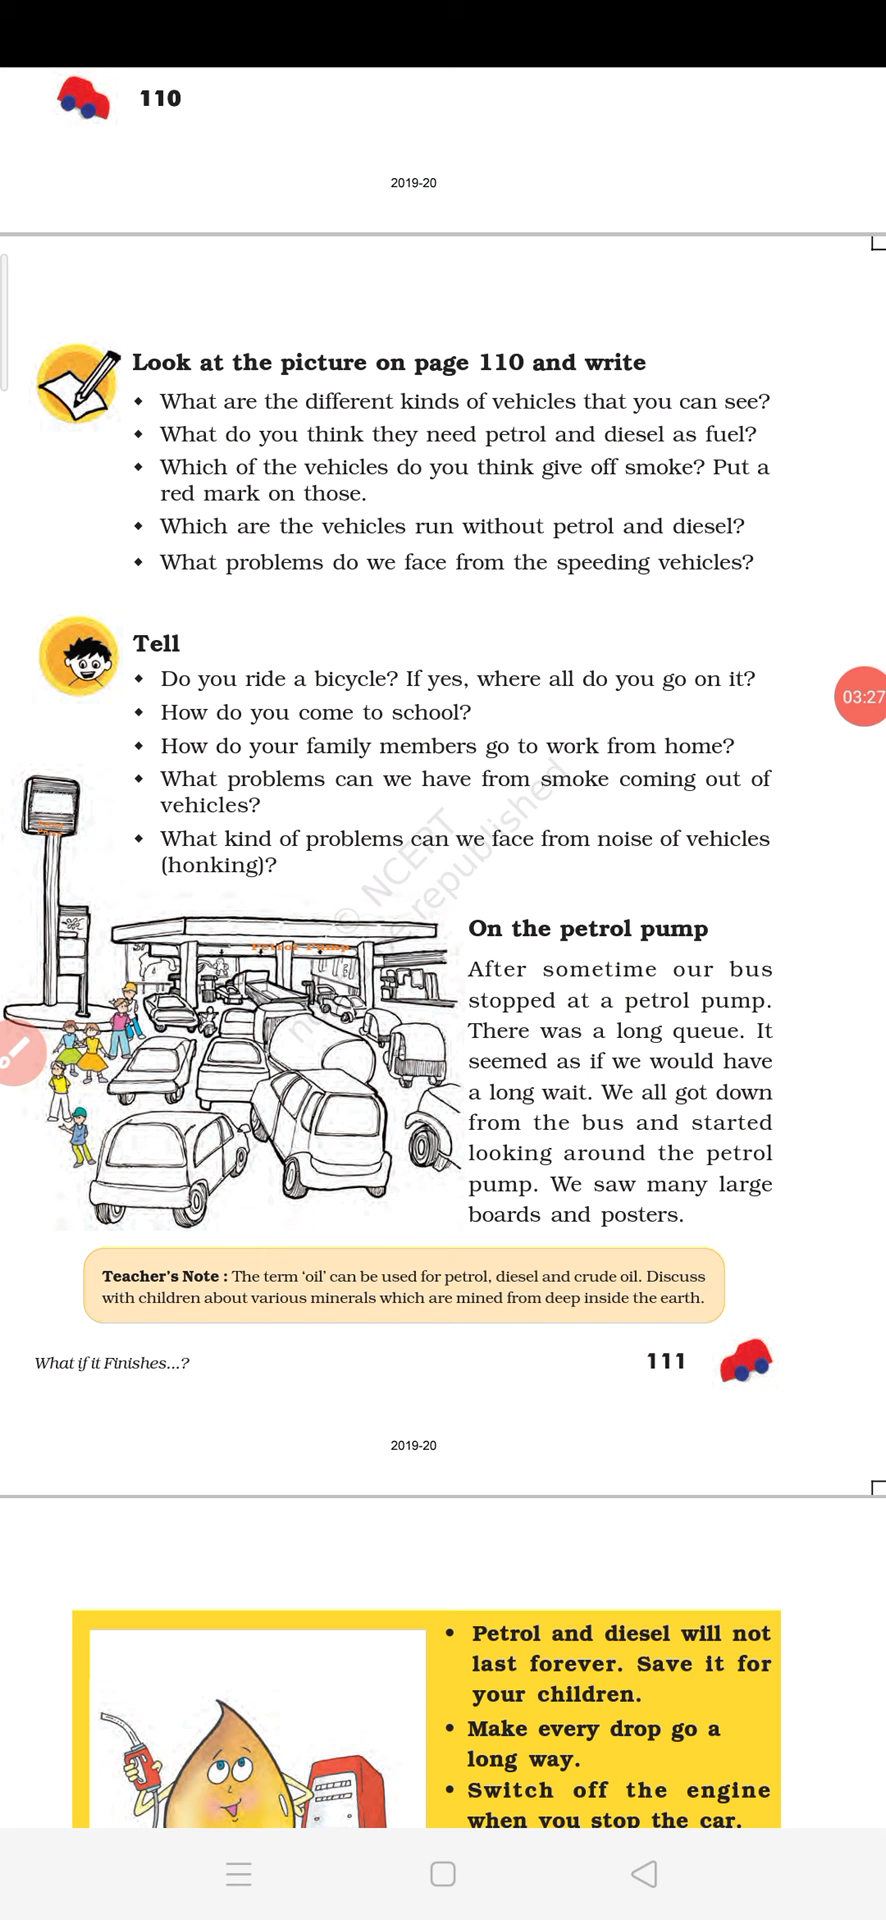 110
2019-20
Look at the picture on page 110 and write
What are the different kinds of vehicles that you can see?
What do you think they need petrol and diesel as fuel?
Which of the vehicles do you think give off smoke? Put a
red mark on those.
Which are the vehicles run without petrol and diesel?
What problems do we face from the speeding vehicles?
Tell
Do you ride a bicycle? If yes, where all do you go on it?
03:27
How do you come to school?
How do your family members go to work from home?
What problems can we have from smoke coming out of
vehicles?
What kind of problems can we face from noise of vehicles
(honking)?
© NCERT
republished
Petrol Pump
On the petrol pump
After sometime our bus
stopped at a petrol pump.
There was a long queue. It
seemed as if we would have
a long wait. We all got down
from the bus and started
looking around the petrol
pump. We saw many large
boards and posters.
Teacher's Note : The term 'oil' can be used for petrol, diesel and crude oil. Discuss
with children about various minerals which are mined from deep inside the earth.
What if it Finishes...?
111
2019-20
• Petrol and diesel will not
last forever. Save it for
your children.
• Make every drop go a
long way.
• Switch off the engine
when you stop the car.